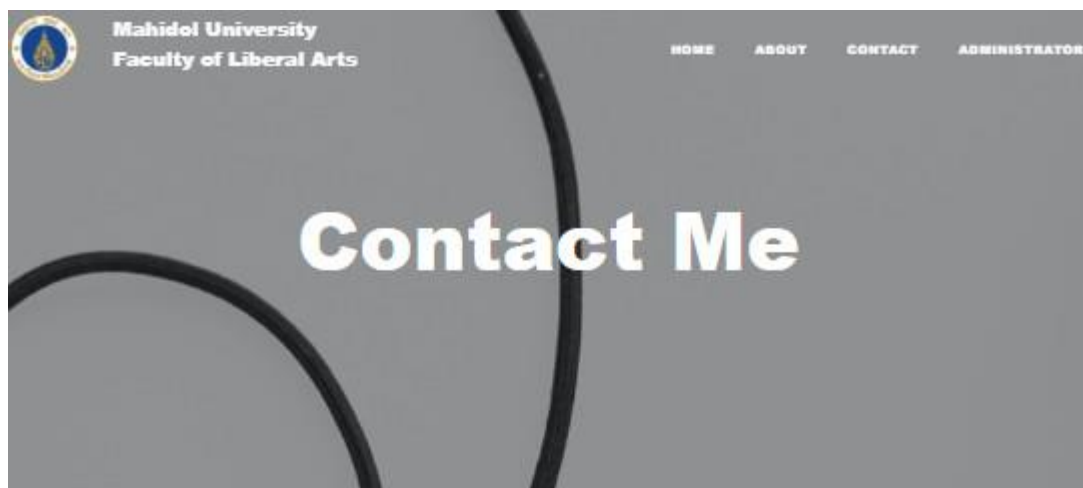 Mahidol University
Faculty of Liberal Arts
HOME ABOUT CONTACT ADMINISTRATOR
Contact Me